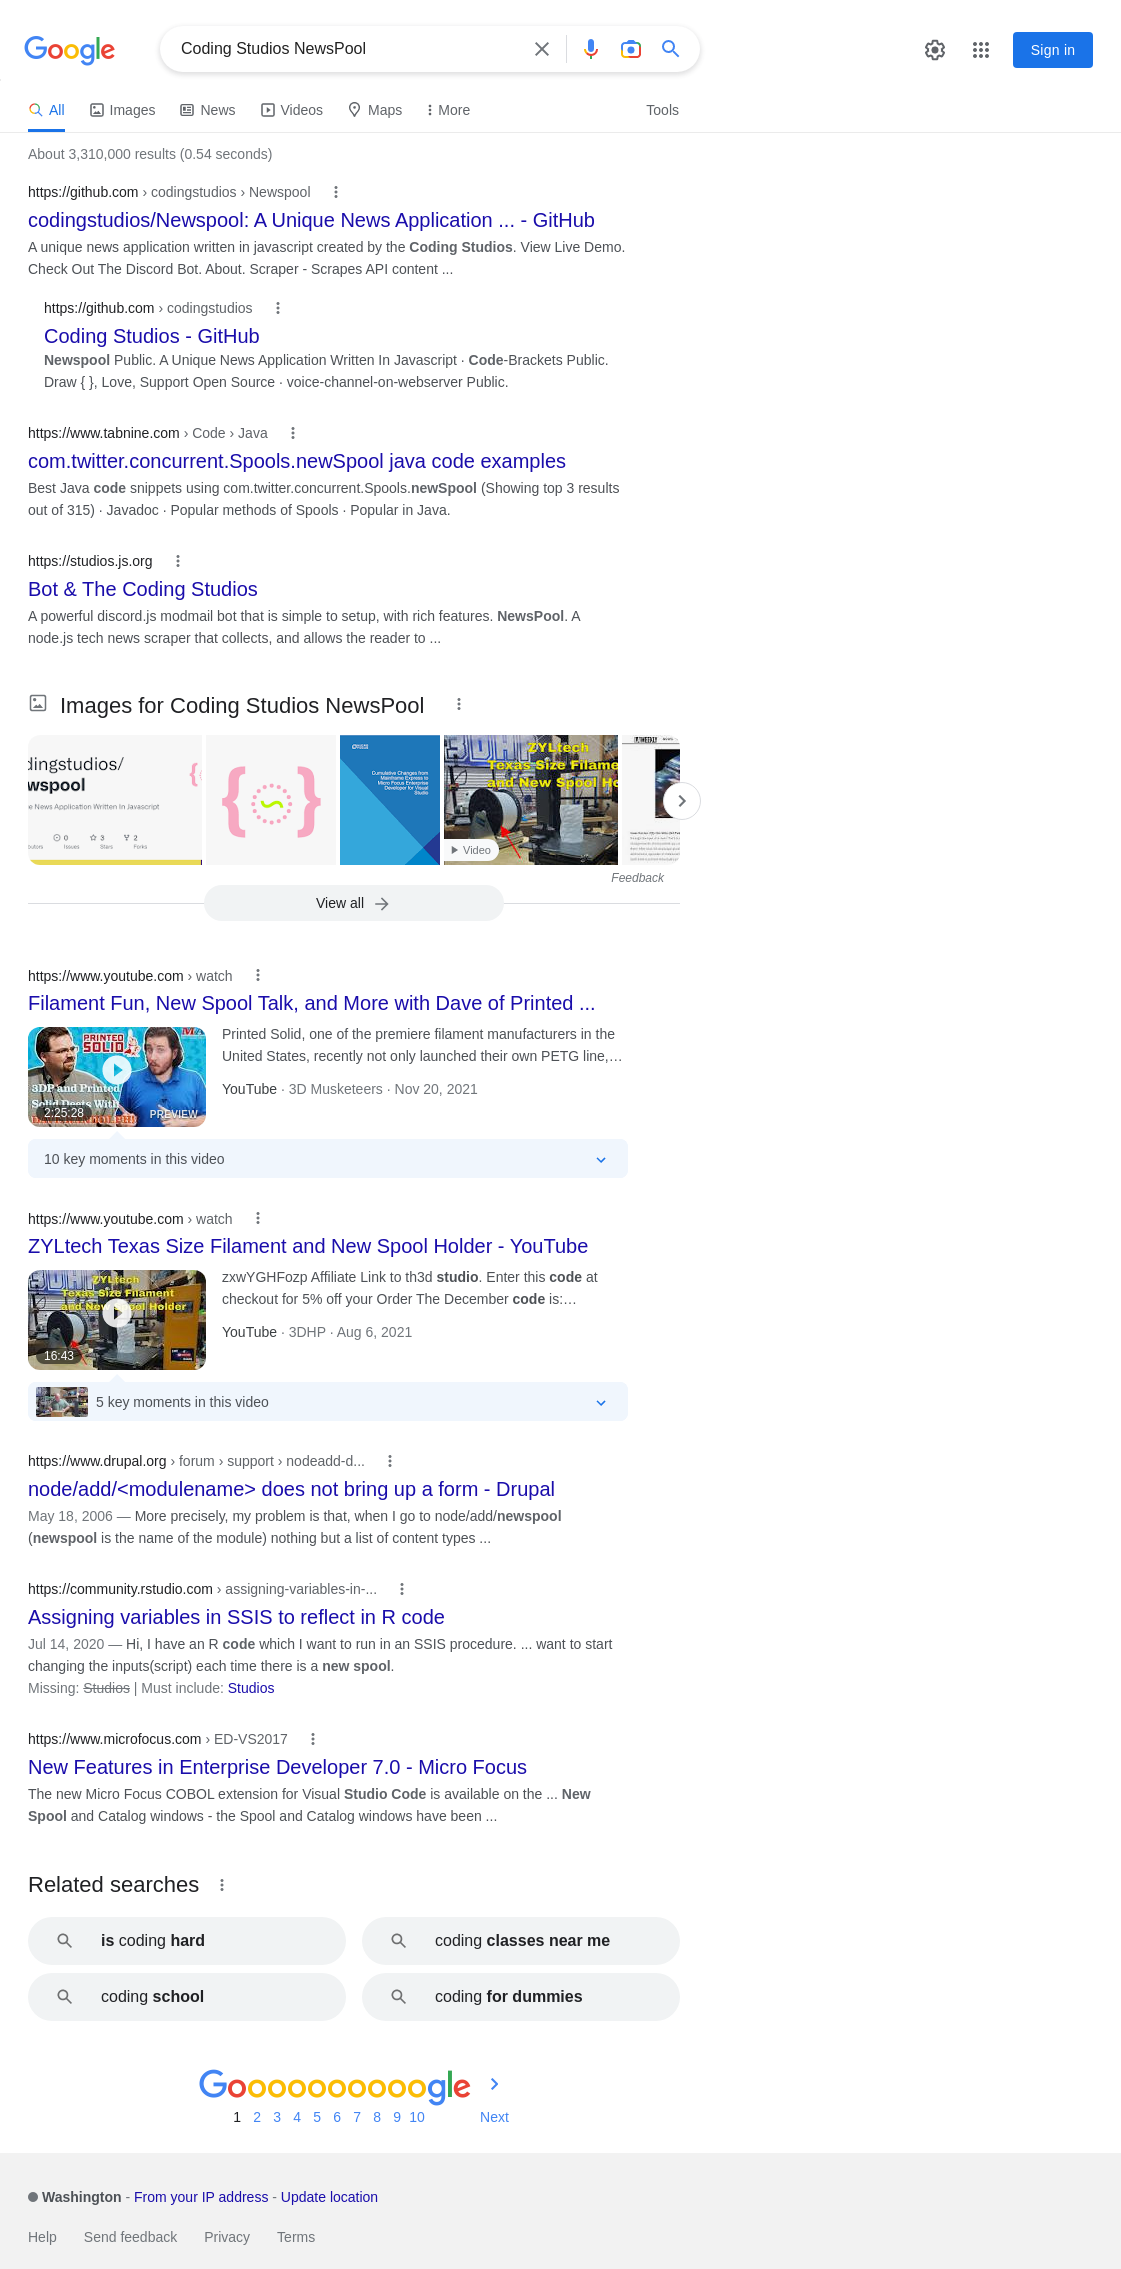 Google
Coding Studios NewsPool
Sign in
All
Images
News
Videos
Maps
More
Tools
About 3,310,000 results (0.54 seconds)
https://github.com › codingstudios › Newspool
codingstudios/Newspool: A Unique News Application ... - GitHub
A unique news application written in javascript created by the Coding Studios. View Live Demo.
Check Out The Discord Bot. About. Scraper - Scrapes API content ...
https://github.com › codingstudios
Coding Studios - GitHub
Newspool Public. A Unique News Application Written In Javascript · Code-Brackets Public.
Draw { }, Love, Support Open Source · voice-channel-on-webserver Public.
https://www.tabnine.com › Code › Java
com.twitter.concurrent.Spools.newSpool java code examples
Best Java code snippets using com.twitter.concurrent.Spools.newSpool (Showing top 3 results
out of 315) · Javadoc · Popular methods of Spools · Popular in Java.
https://studios.js.org
Bot & The Coding Studios
A powerful discord.js modmail bot that is simple to setup, with rich features. NewsPool. A
node.js tech news scraper that collects, and allows the reader to ...
Images for Coding Studios NewsPool
dingstudios/
wspool
e News Application Written In Javascript
0
3
2
Issues
Stars
Forks
{ }
Cumulative Changes from
Mainframe Express to
Micro Focus Enterprise
Developer for Visual
Studio
3DH
ZYLtech
Texas Size Filame
and New Spool Ho
Video
Feedback
View all
https://www.youtube.com › watch
Filament Fun, New Spool Talk, and More with Dave of Printed ...
PRINTED
SOLID
3DP and Printed
Solid Deets With
2:25:28
PREVIEW
Printed Solid, one of the premiere filament manufacturers in the
United States, recently not only launched their own PETG line,…
YouTube · 3D Musketeers · Nov 20, 2021
10 key moments in this video
https://www.youtube.com › watch
ZYLtech Texas Size Filament and New Spool Holder - YouTube
3DHP
ZYLtech
Texas Size Filament
and New Spool Holder
16:43
zxwYGHFozp Affiliate Link to th3d studio. Enter this code at
checkout for 5% off your Order The December code is:…
YouTube · 3DHP · Aug 6, 2021
5 key moments in this video
https://www.drupal.org › forum › support › nodeadd-d...
node/add/<modulename> does not bring up a form - Drupal
May 18, 2006 — More precisely, my problem is that, when I go to node/add/newspool
(newspool is the name of the module) nothing but a list of content types ...
https://community.rstudio.com › assigning-variables-in-...
Assigning variables in SSIS to reflect in R code
Jul 14, 2020 — Hi, I have an R code which I want to run in an SSIS procedure. ... want to start
changing the inputs(script) each time there is a new spool.
Missing: Studios | Must include: Studios
https://www.microfocus.com › ED-VS2017
New Features in Enterprise Developer 7.0 - Micro Focus
The new Micro Focus COBOL extension for Visual Studio Code is available on the ... New
Spool and Catalog windows - the Spool and Catalog windows have been ...
Related searches
is coding hard
coding classes near me
coding school
coding for dummies
Goooooooooogle
1 2 3 4 5 6 7 8 9 10 Next
Washington - From your IP address - Update location
Help Send feedback Privacy Terms